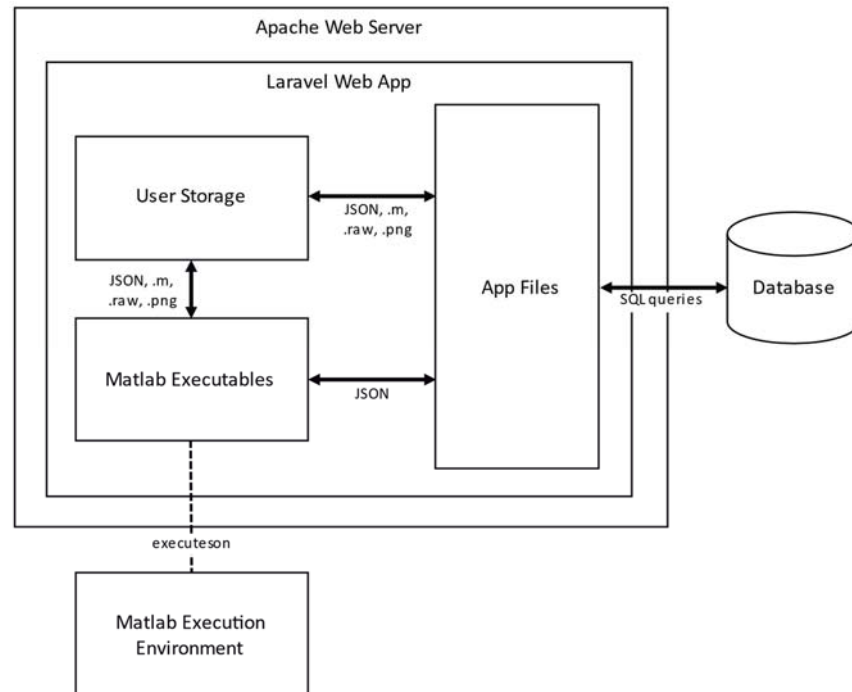 Apache Web Server
Laravel Web App
User Storage
JSON, .m,
.raw, .png
JSON, .m,
.raw, .png
App Files
SQL queries
Database
Matlab Executables
JSON
executeson
Matlab Execution
Environment